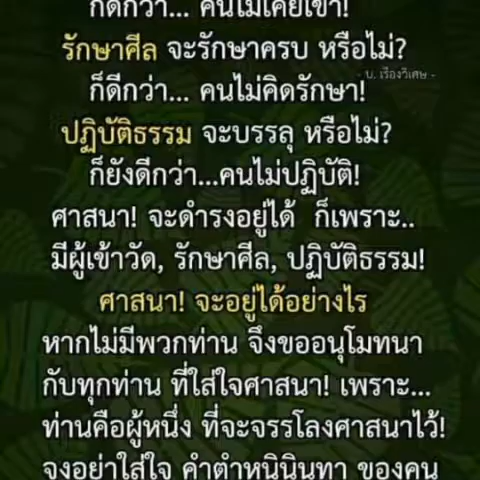 ก็ดีกว่า... คนไม่เคยเข้า!
รักษาศีล จะรักษาครบ หรือไม่?
- บ. เรืองวิเศษ -
ก็ดีกว่า... คนไม่คิดรักษา!
ปฏิบัติธรรม จะบรรลุ หรือไม่?
ก็ยังดีกว่า...คนไม่ปฏิบัติ!
ศาสนา! จะดำรงอยู่ได้ ก็เพราะ..
มีผู้เข้าวัด, รักษาศีล, ปฏิบัติธรรม!
ศาสนา! จะอยู่ได้อย่างไร
หากไม่มีพวกท่าน จึงขออนุโมทนา
กับทุกท่าน ที่ใส่ใจศาสนา! เพราะ...
ท่านคือผู้หนึ่ง ที่จะจรรโลงศาสนาไว้!
จงอย่าใส่ใจ คำตำหนินินทา ของคน